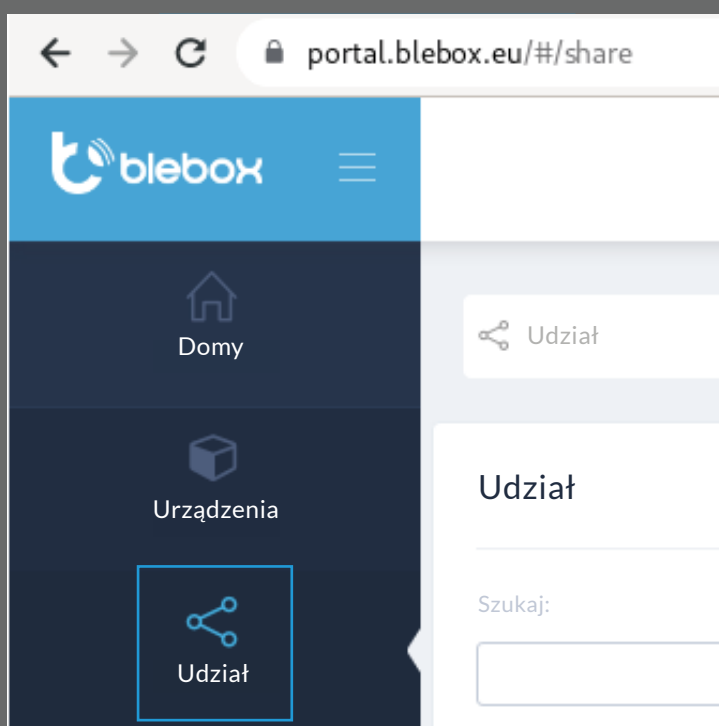 portal.blebox.eu/#/share
blebox
Domy
Udział
Urządzenia
Udział
Szukaj:
Udział